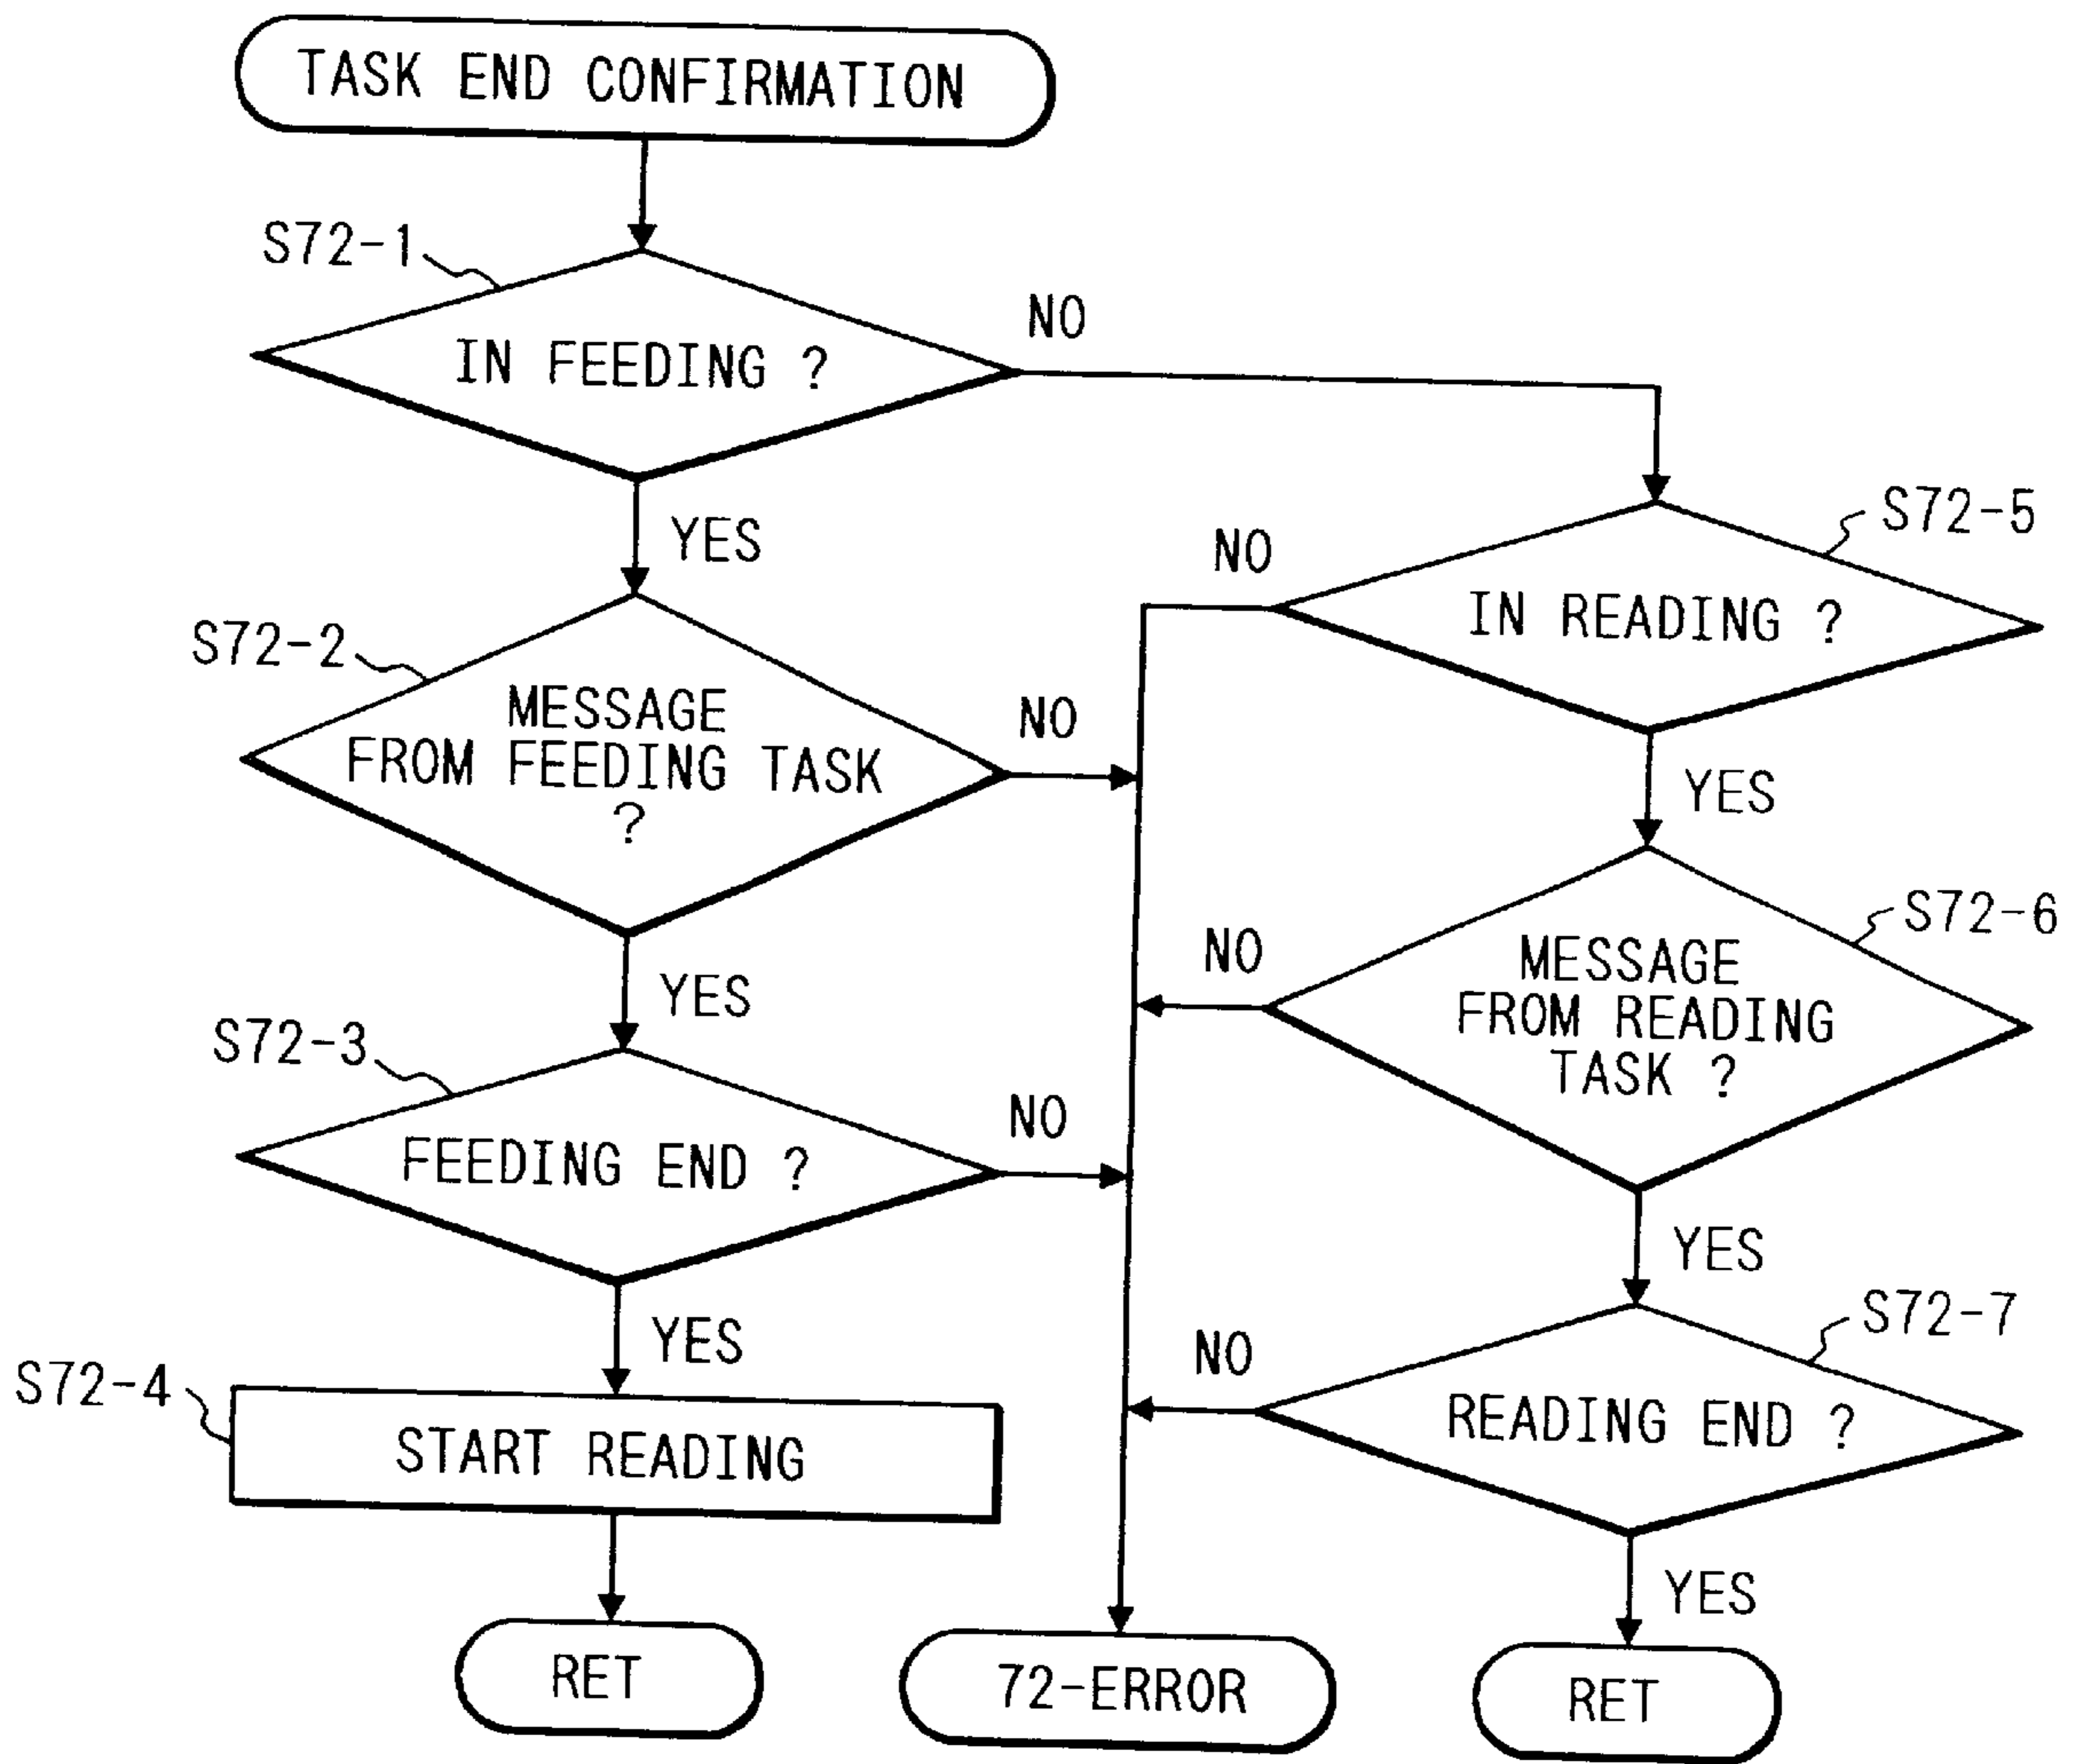 TASK END CONFIRMATION
S72-1
NO
IN FEEDING ?
YES
S72-5
NO
IN READING ?
S72-2
MESSAGE
FROM FEEDING TASK
?
NO
YES
S72-6
NO
MESSAGE
FROM READING
TASK ?
YES
S72-3
NO
FEEDING END ?
YES
YES
S72-7
NO
READING END ?
S72-4
START READING
YES
RET
72-ERROR
RET